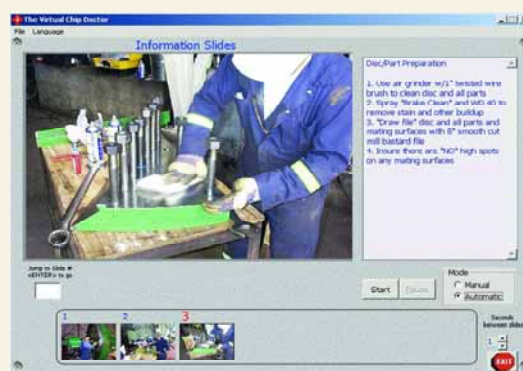 The Virtual Chip Doctor
File Language
Information Slides
Disc/Part Preparation
1. Use air grinder w/1" twisted wire
brush to clean disc and all parts
2. Spray "Brake Clean" and WD 40 to
remove stain and other buildup
3. "Draw file" disc and all parts and
mating surfaces with 8" smooth cut
mill bastard file
4. Insure there are "NO" high spots
on any mating surfaces
Jump to Slide #
<ENTER> to go
Start Pause
Mode
Manual
Automatic
1 2 3
Seconds
between slides
1
EXIT